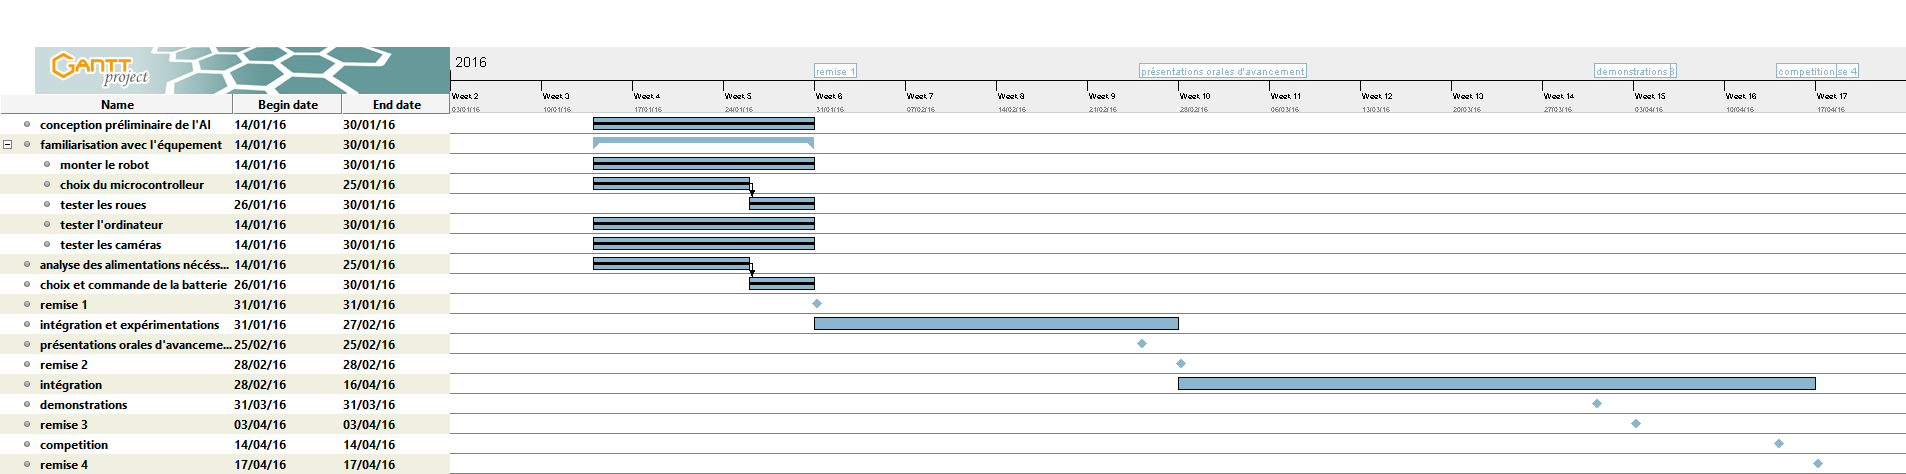 GANTT
project
2016
remise 1
présentations orales d'avancement
demonstrations 3
competition se 4
Name Begin date End date
Week 2 Week 3 Week 4 Week 5 Week 6 Week 7 Week 8 Week 9 Week 10 Week 11 Week 12 Week 13 Week 14 Week 15 Week 16 Week 17
03/01/16 10/01/16 17/01/16 24/01/16 31/01/16 07/02/16 14/02/16 21/02/16 28/02/16 06/03/16 13/03/16 20/03/16 27/03/16 03/04/16 10/04/16 17/04/16
conception préliminaire de l'AI 14/01/16 30/01/16
familiarisation avec l'équpement 14/01/16 30/01/16
monter le robot 14/01/16 30/01/16
choix du microcontrolleur 14/01/16 25/01/16
tester les roues 26/01/16 30/01/16
tester l'ordinateur 14/01/16 30/01/16
tester les caméras 14/01/16 30/01/16
analyse des alimentations nécéss... 14/01/16 25/01/16
choix et commande de la batterie 26/01/16 30/01/16
remise 1 31/01/16 31/01/16
intégration et expérimentations 31/01/16 27/02/16
présentations orales d'avanceme... 25/02/16 25/02/16
remise 2 28/02/16 28/02/16
intégration 28/02/16 16/04/16
demonstrations 31/03/16 31/03/16
remise 3 03/04/16 03/04/16
competition 14/04/16 14/04/16
remise 4 17/04/16 17/04/16